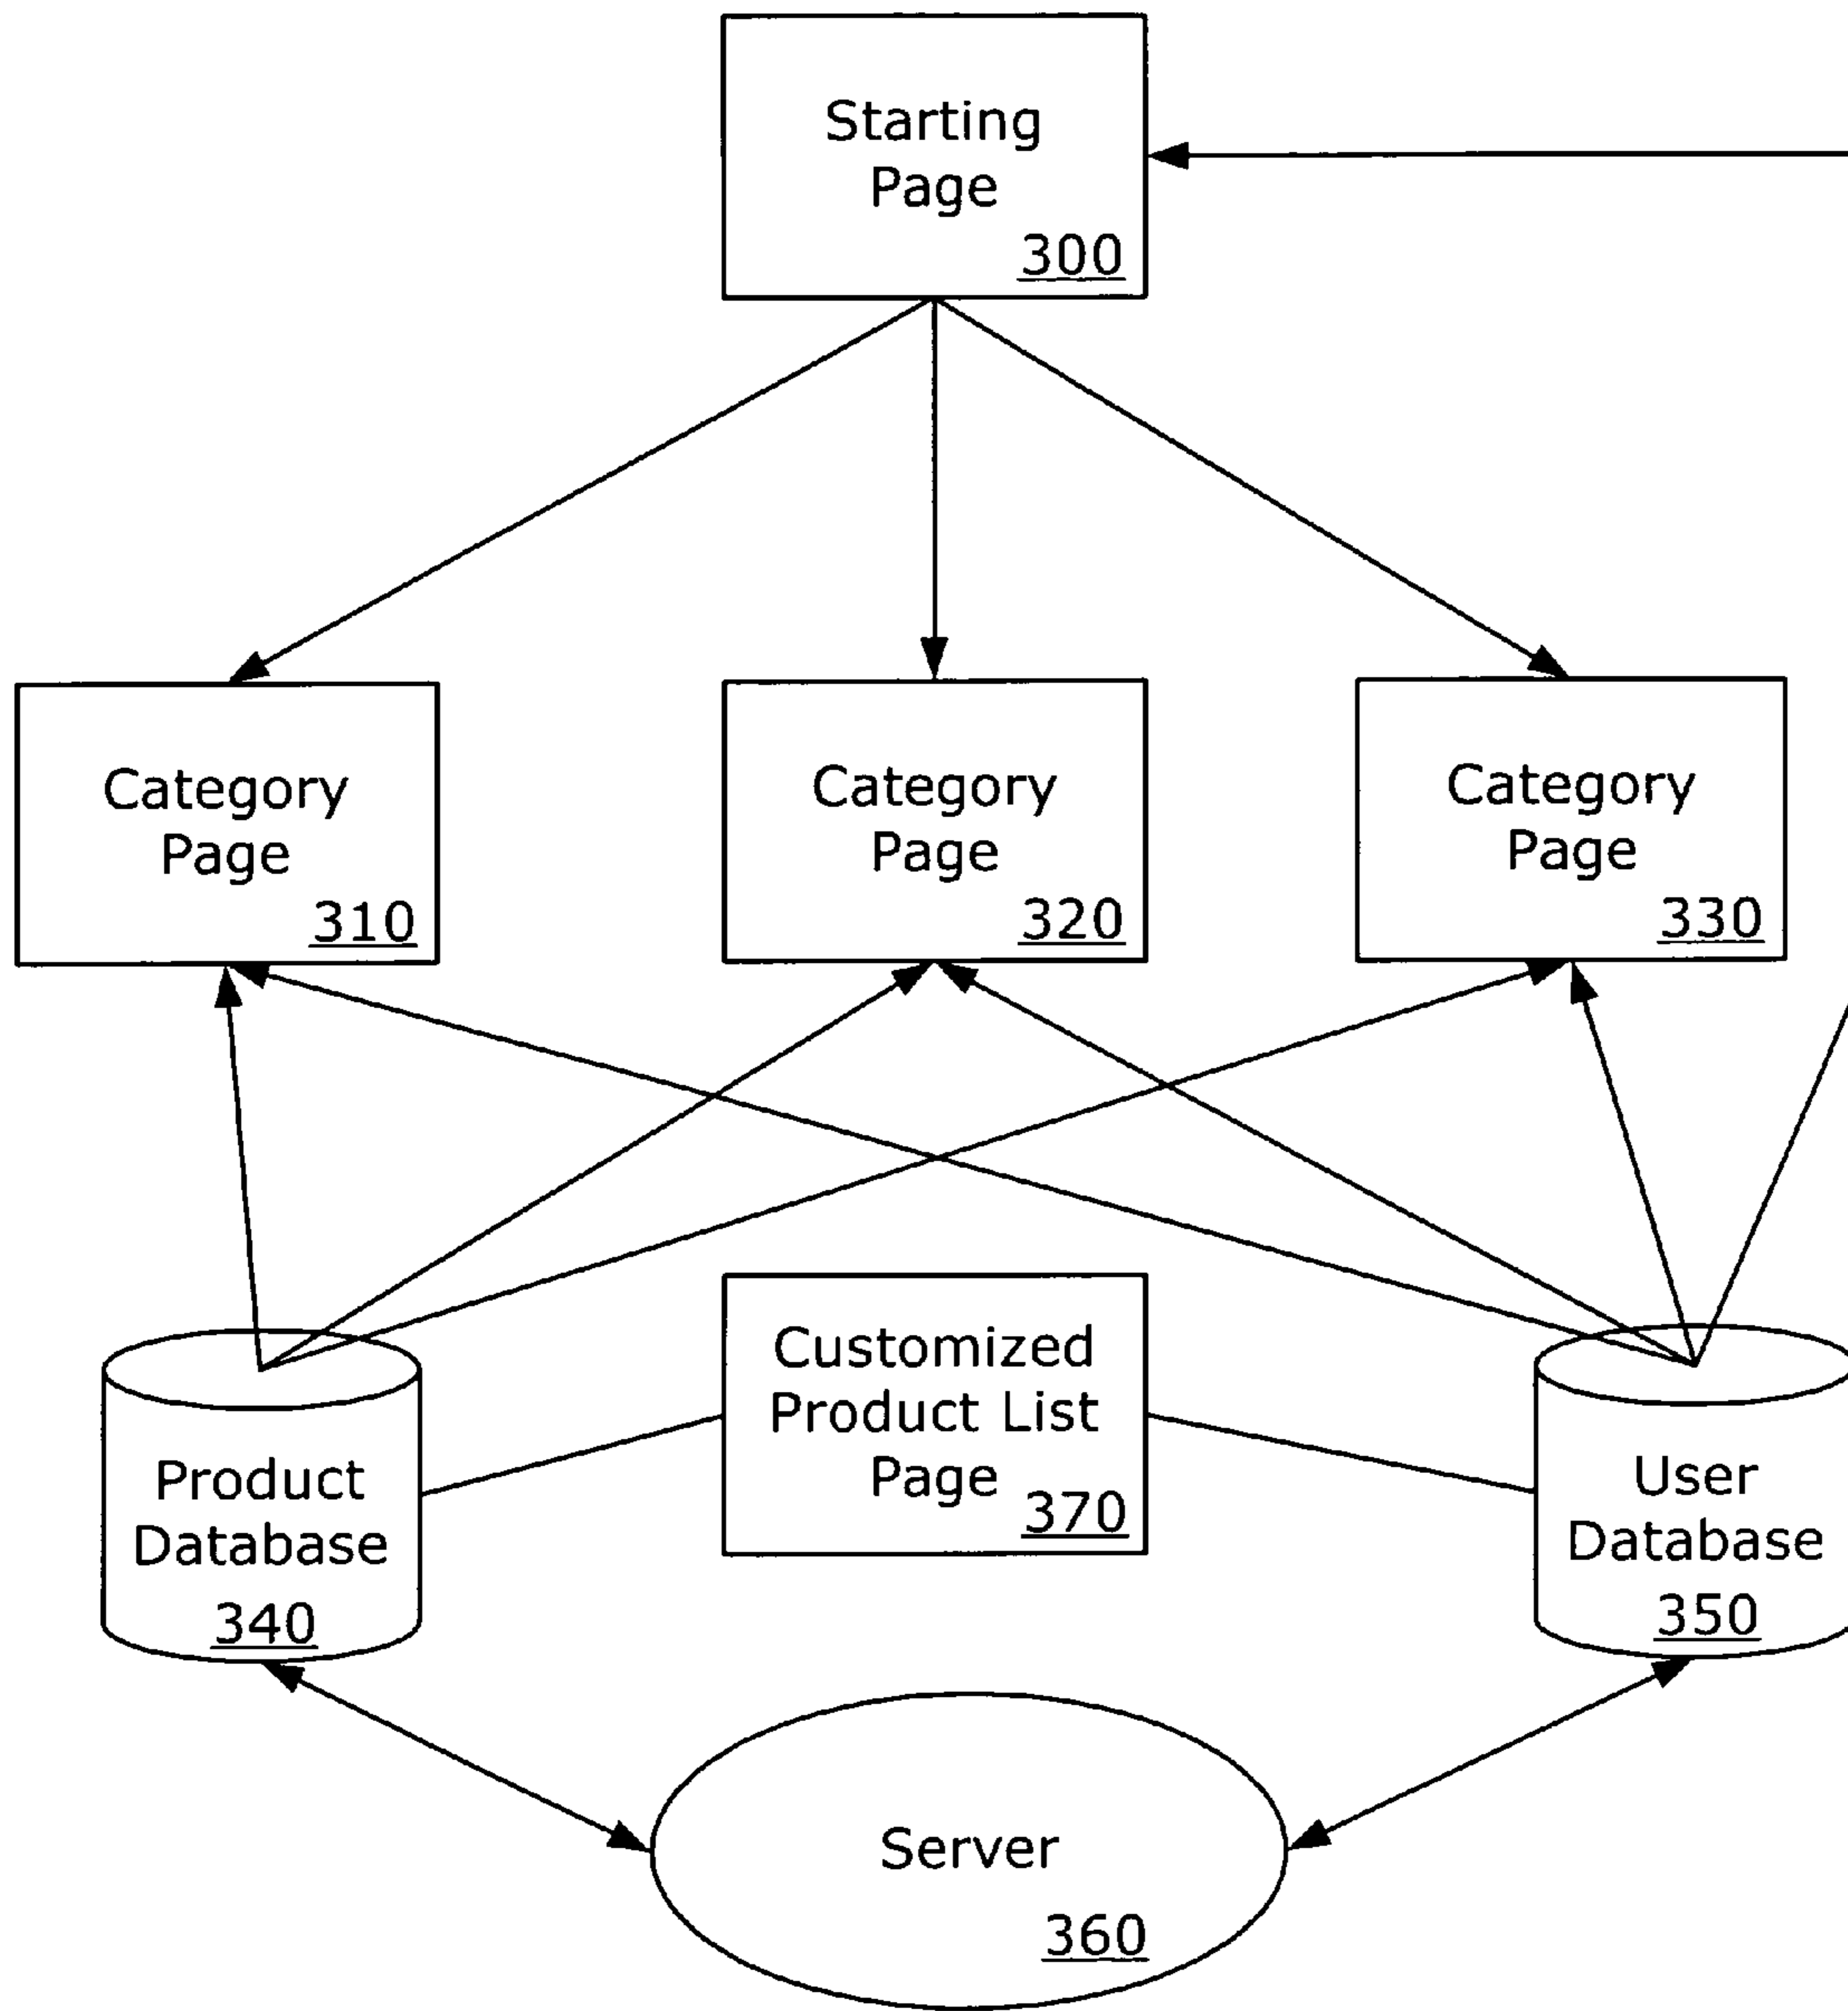 Starting
Page
300
Category
Page
310
Category
Page
320
Category
Page
330
Customized
Product List
Page
370
Product
Database
340
User
Database
350
Server
360